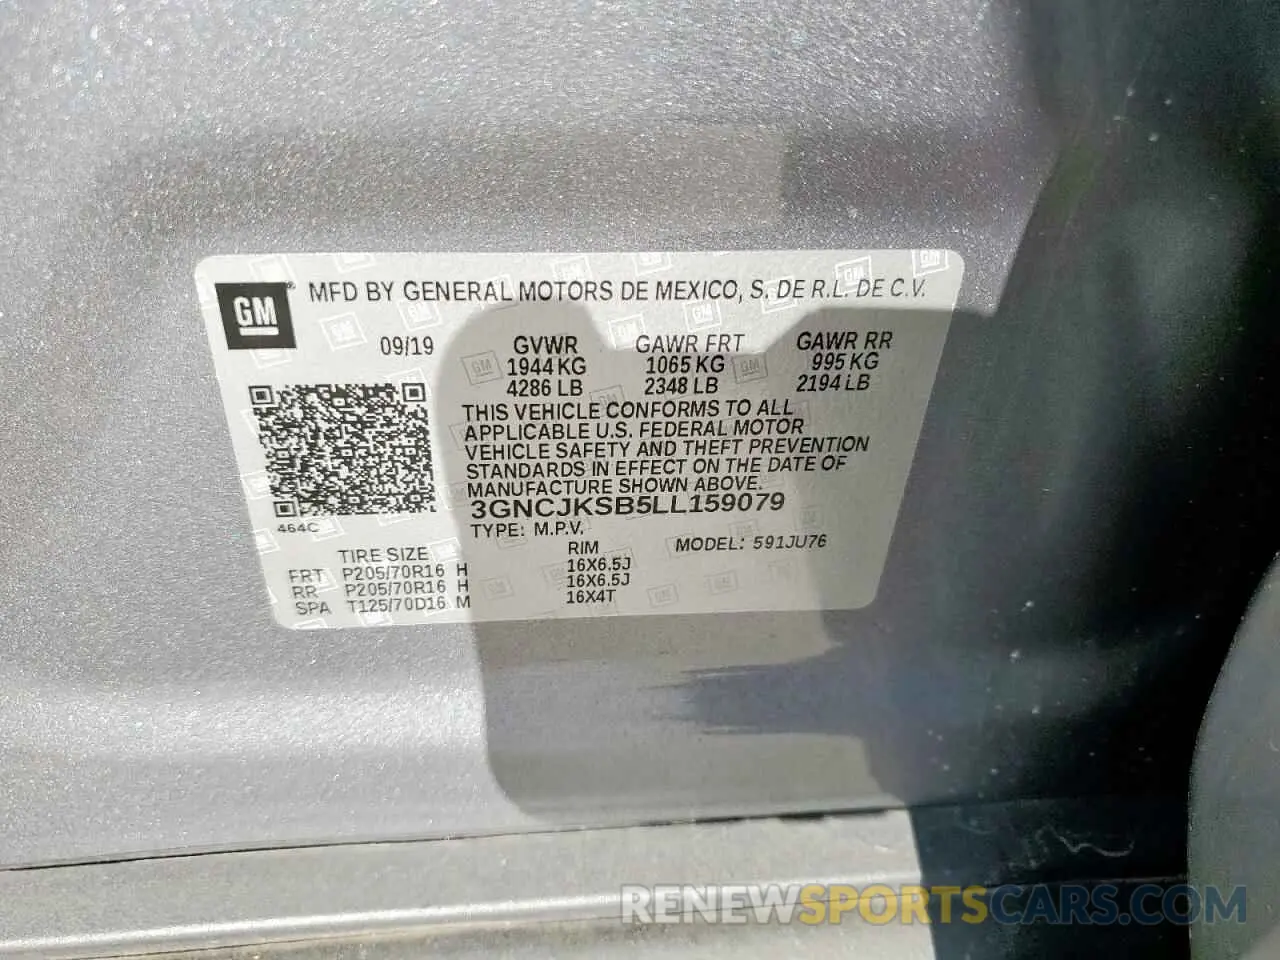 GM
MFD BY GENERAL MOTORS DE MEXICO, S. DE R.L. DE C.V.
09/19 GVWR GAWR FRT GAWR RR
1944 KG 1065 KG 995 KG
4286 LB 2348 LB 2194 LB
THIS VEHICLE CONFORMS TO ALL
APPLICABLE U.S. FEDERAL MOTOR
VEHICLE SAFETY AND THEFT PREVENTION
STANDARDS IN EFFECT ON THE DATE OF
MANUFACTURE SHOWN ABOVE.
3GNCJKSB5LL159079
464C
TYPE: M.P.V.
TIRE SIZE RIM MODEL: 591JU76
FRT P205/70R16 H 16X6.5J
RR P205/70R16 H 16X6.5J
SPA T125/70D16 M 16X4T
RENEWSPORTSCARS.COM